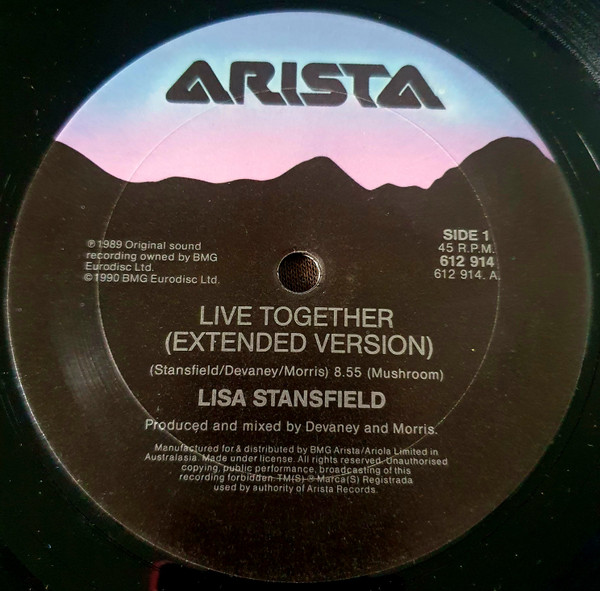 ARISTA
℗1989 Original sound
recording owned by BMG
Eurodisc Ltd.
©1990 BMG Eurodisc Ltd.
SIDE 1
45 R.P.M.
612 914
612 914. A.
LIVE TOGETHER
(EXTENDED VERSION)
(Stansfield/Devaney/Morris) 8.55 (Mushroom)
LISA STANSFIELD
Produced and mixed by Devaney and Morris.
Manufactured for & distributed by BMG Arista/Ariola Limited in
Australasia. Made under license. All rights reserved. Unauthorised
copying, public performance, broadcasting of this
recording forbidden. TM(S) ® Marca(S) Registrada
used by authority of Arista Records.